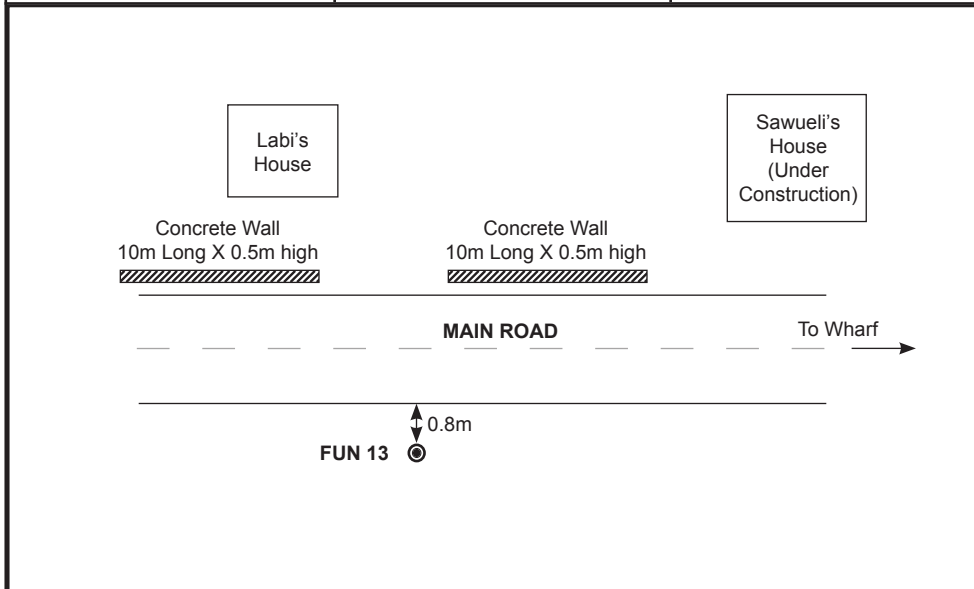 Labi's
House
Sawueli's
House
(Under
Construction)
Concrete Wall
10m Long X 0.5m high
Concrete Wall
10m Long X 0.5m high
MAIN ROAD
To Wharf
0.8m
FUN 13